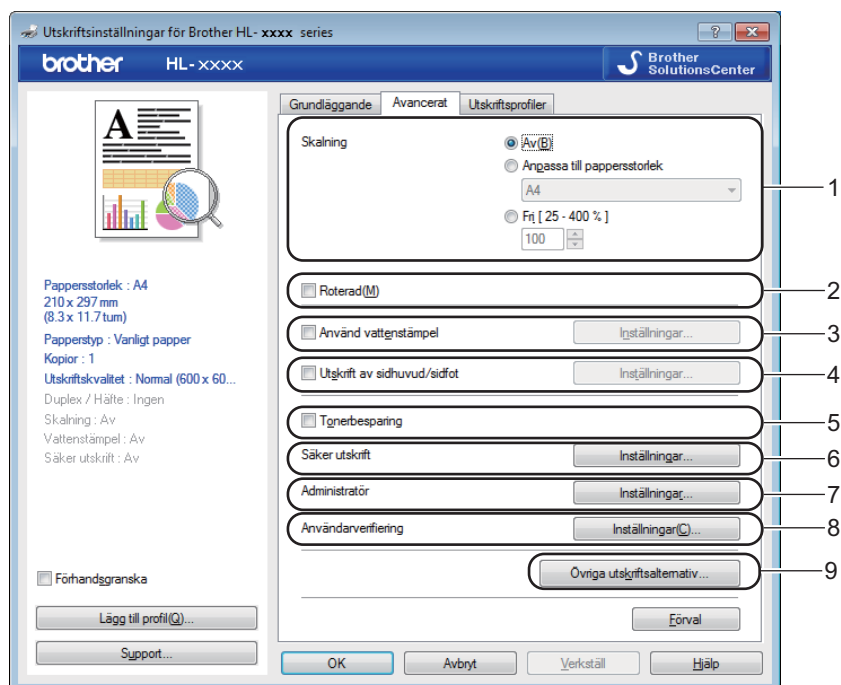 Utskriftsinställningar för Brother HL- xxxx series
brother HL-xxxx
Brother
SolutionsCenter
Grundläggande Avancerat Utskriftsprofiler
A
Skalning
Av(B)
Anpassa till pappersstorlek
A4
Fri [ 25 - 400 % ]
100
1
Roterad(M)
2
Använd vattenstämpel Inställningar...
3
Utskrift av sidhuvud/sidfot Inställningar...
4
Tonerbesparing
5
Säker utskrift Inställningar...
6
Administratör Inställningar...
7
Användarverifiering Inställningar(C)...
8
Övriga utskriftsalternativ...
9
Pappersstorlek : A4
210 x 297 mm
(8.3 x 11.7 tum)
Papperstyp : Vanligt papper
Kopior : 1
Utskriftskvalitet : Normal (600 x 60...
Duplex / Häfte : Ingen
Skalning : Av
Vattenstämpel : Av
Säker utskrift : Av
Förhandsgranska
Lägg till profil(Q)...
Support...
Förval
OK Avbryt Verkställ Hjälp